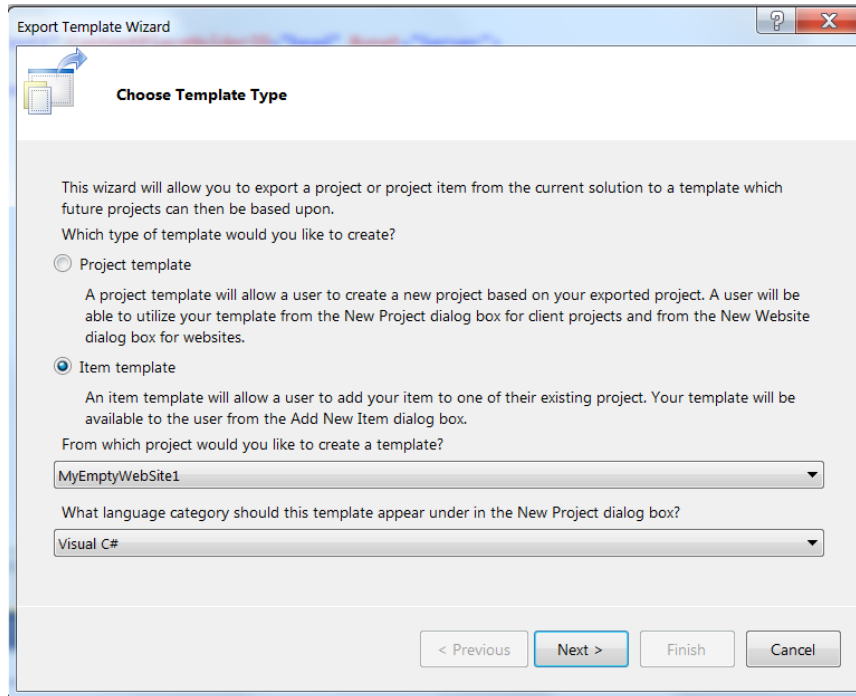 Export Template Wizard
Choose Template Type
This wizard will allow you to export a project or project item from the current solution to a template which
future projects can then be based upon.
Which type of template would you like to create?
Project template
A project template will allow a user to create a new project based on your exported project. A user will be
able to utilize your template from the New Project dialog box for client projects and from the New Website
dialog box for websites.
Item template
An item template will allow a user to add your item to one of their existing project. Your template will be
available to the user from the Add New Item dialog box.
From which project would you like to create a template?
MyEmptyWebSite1
What language category should this template appear under in the New Project dialog box?
Visual C#
< Previous Next > Finish Cancel